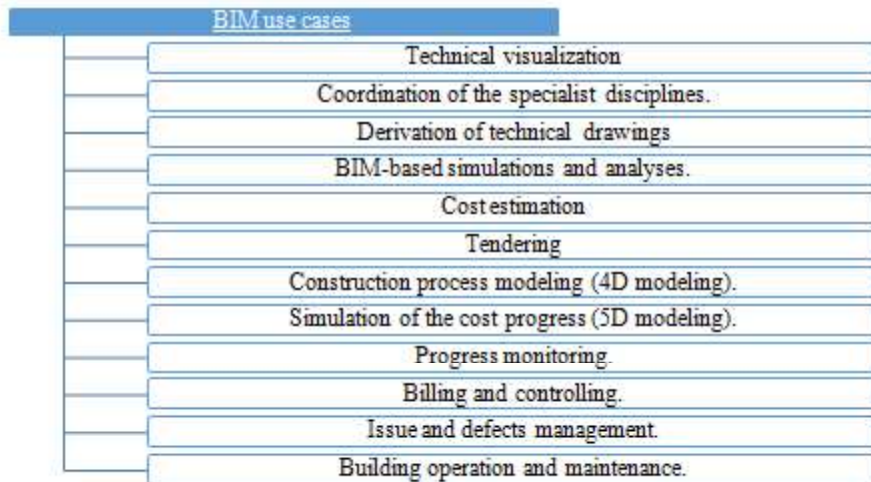 BIM use cases
Technical visualization
Coordination of the specialist disciplines.
Derivation of technical drawings
BIM-based simulations and analyses.
Cost estimation
Tendering
Construction process modeling (4D modeling).
Simulation of the cost progress (5D modeling).
Progress monitoring.
Billing and controlling.
Issue and defects management.
Building operation and maintenance.